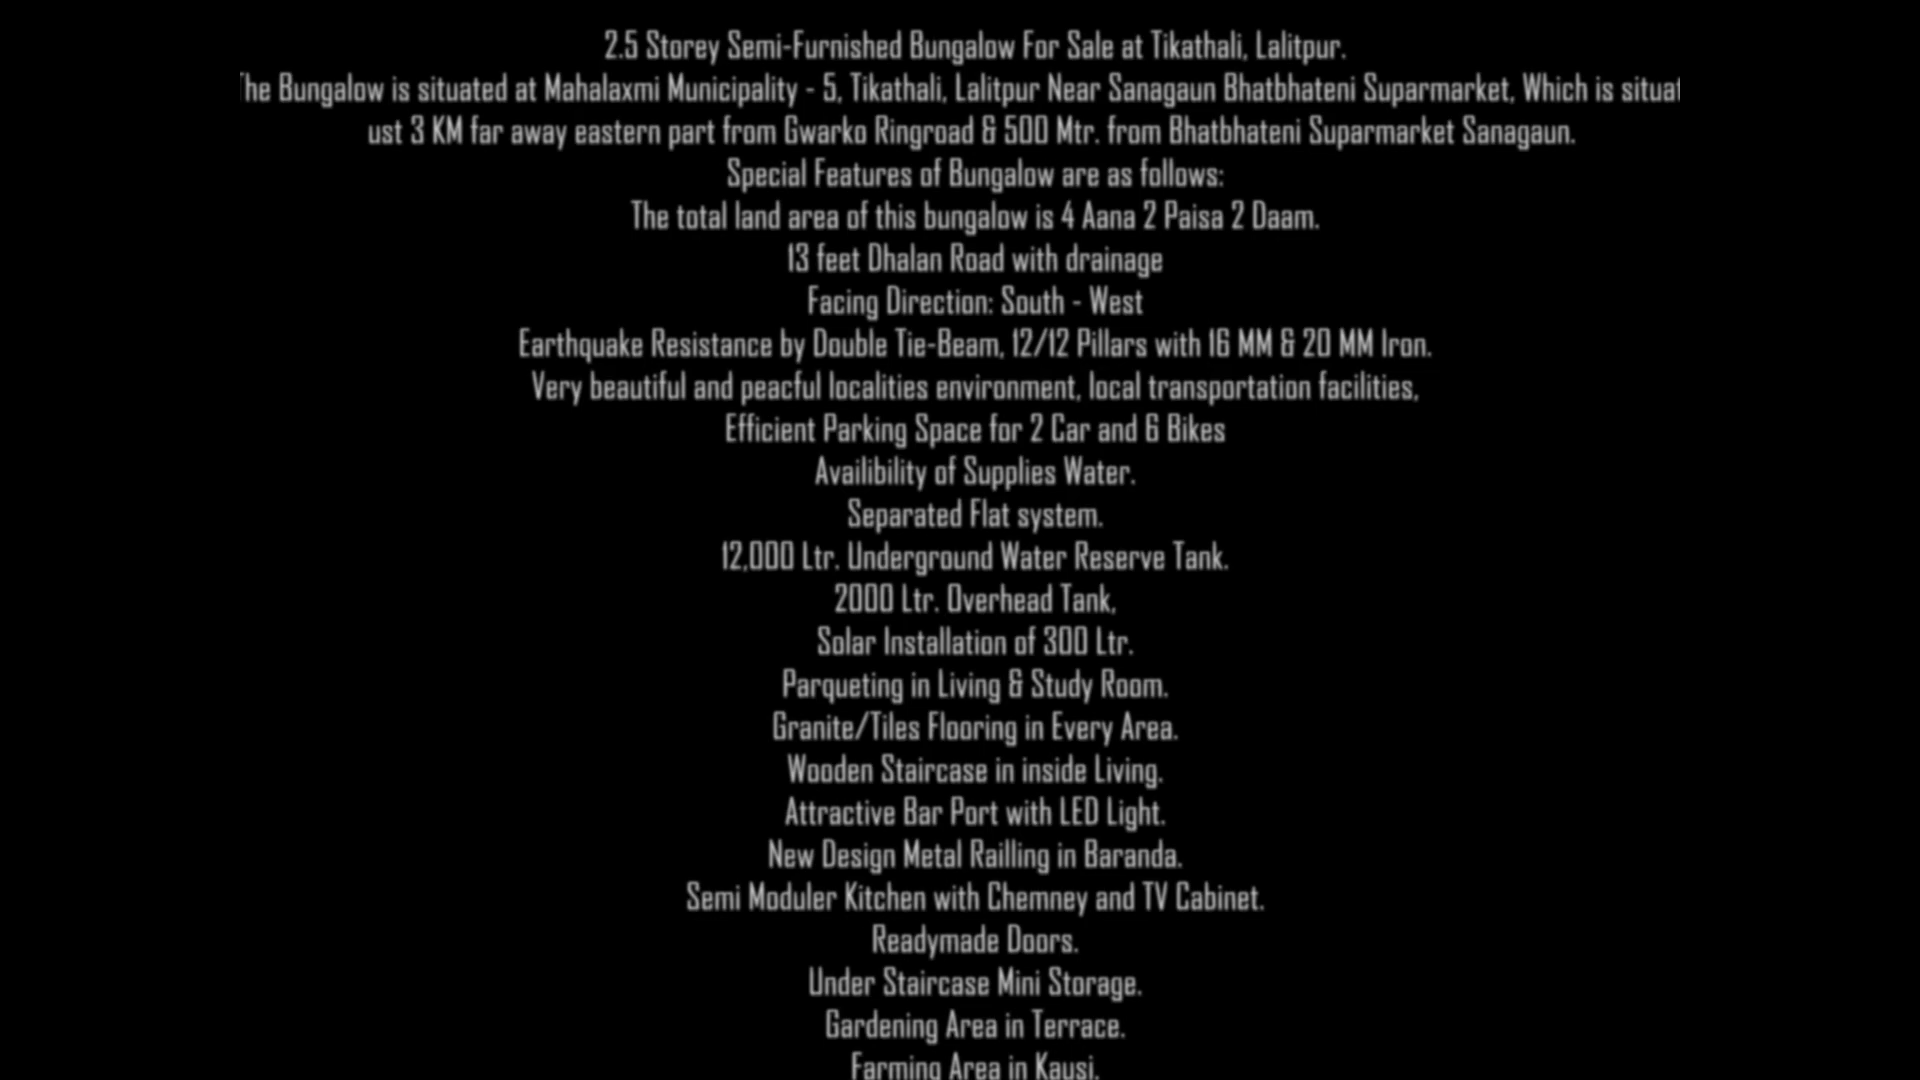 2.5 Storey Semi-Furnished Bungalow For Sale at Tikathali, Lalitpur.
he Bungalow is situated at Mahalaxmi Municipality - 5, Tikathali, Lalitpur Near Sanagaun Bhatbhateni Suparmarket, Which is situat
ust 3 KM far away eastern part from Gwarko Ringroad & 500 Mtr. from Bhatbhateni Suparmarket Sanagaun.
Special Features of Bungalow are as follows:
The total land area of this bungalow is 4 Aana 2 Paisa 2 Daam.
13 feet Dhalan Road with drainage
Facing Direction: South - West
Earthquake Resistance by Double Tie-Beam, 12/12 Pillars with 16 MM & 20 MM Iron.
Very beautiful and peacful localities environment, local transportation facilities,
Efficient Parking Space for 2 Car and 6 Bikes
Availibility of Supplies Water.
Separated Flat system.
12,000 Ltr. Underground Water Reserve Tank.
2000 Ltr. Overhead Tank,
Solar Installation of 300 Ltr.
Parqueting in Living & Study Room.
Granite/Tiles Flooring in Every Area.
Wooden Staircase in inside Living.
Attractive Bar Port with LED Light.
New Design Metal Railling in Baranda.
Semi Moduler Kitchen with Chemney and TV Cabinet.
Readymade Doors.
Under Staircase Mini Storage.
Gardening Area in Terrace.
Farming Area in Kausi.